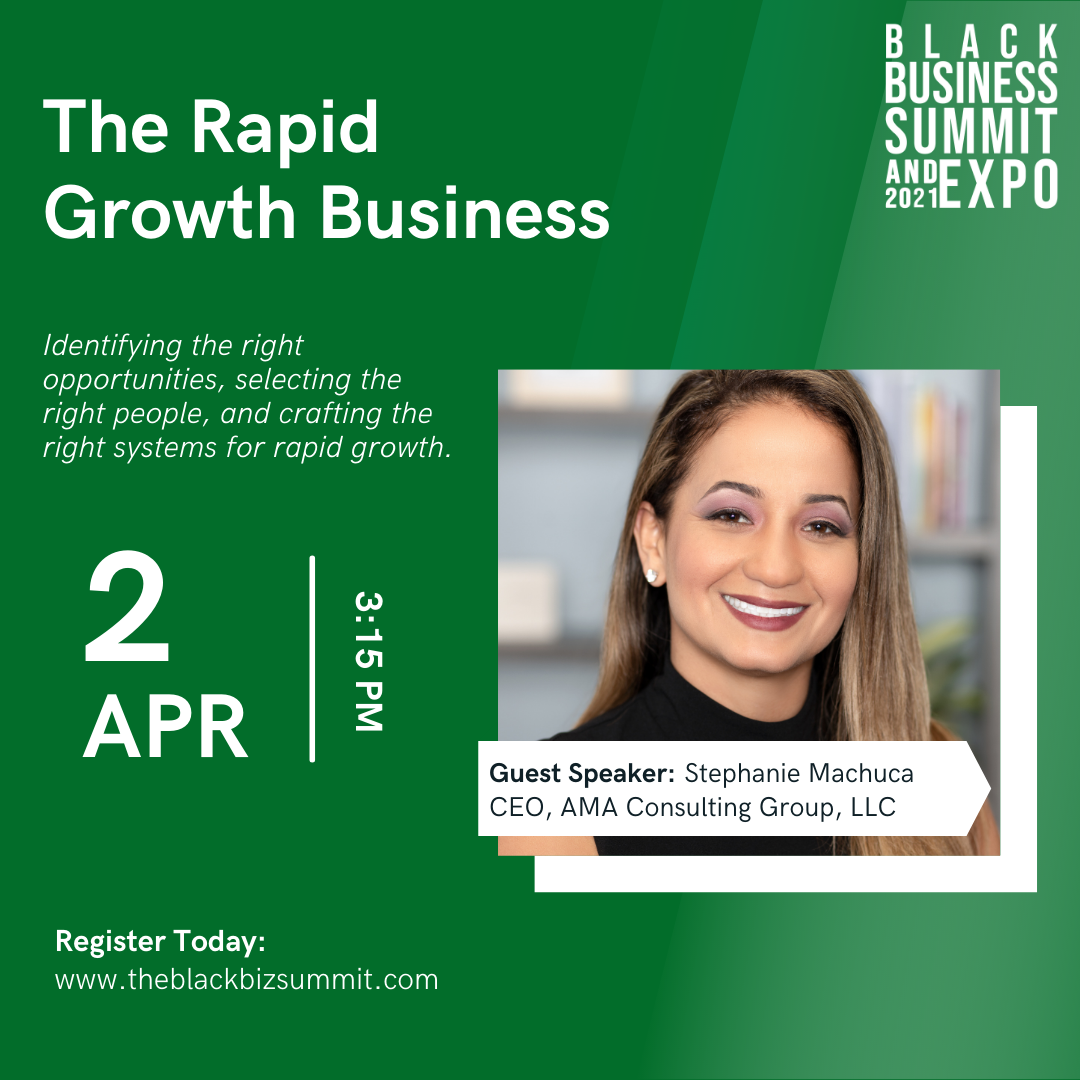 BLACK
BUSINESS
SUMMIT
AND
2021 EXPO
The Rapid
Growth Business
Identifying the right
opportunities, selecting the
right people, and crafting the
right systems for rapid growth.
2
APR
3:15 PM
Guest Speaker: Stephanie Machuca
CEO, AMA Consulting Group, LLC
Register Today:
www.theblackbizsummit.com